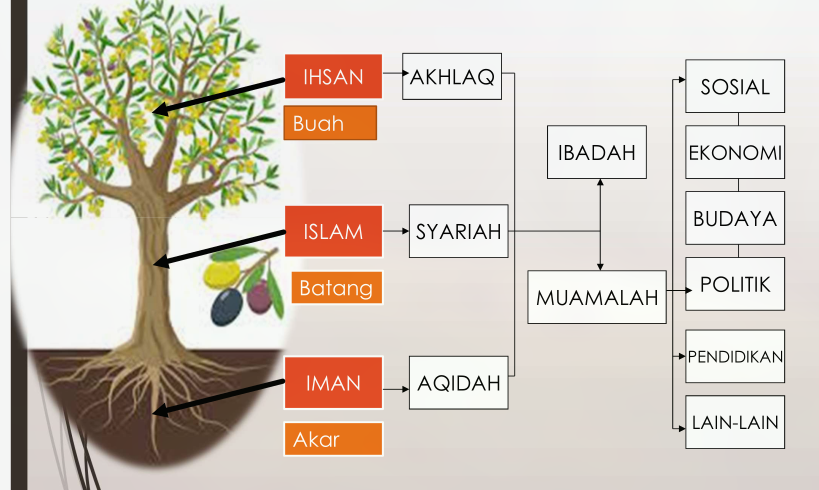 IHSAN
Buah
AKHLAQ
ISLAM
Batang
SYARIAH
IMAN
Akar
AQIDAH
IBADAH
MUAMALAH
SOSIAL
EKONOMI
BUDAYA
POLITIK
PENDIDIKAN
LAIN-LAIN